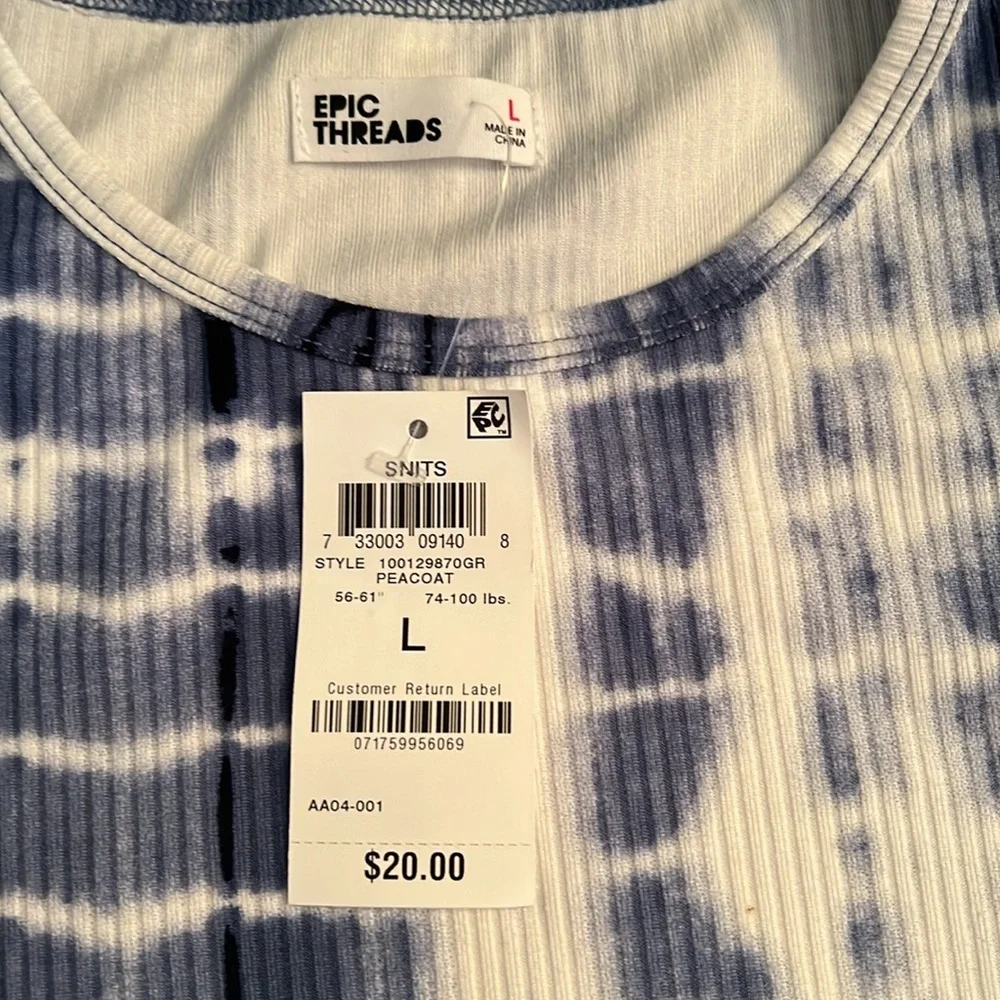 EPIC
THREADS
L
MADE IN
CHINA
EPIC™
SNITS
7 33003 09140 8
STYLE 100129870GR
PEACOAT
56-61" 74-100 lbs.
L
Customer Return Label
071759956069
AA04-001
$20.00